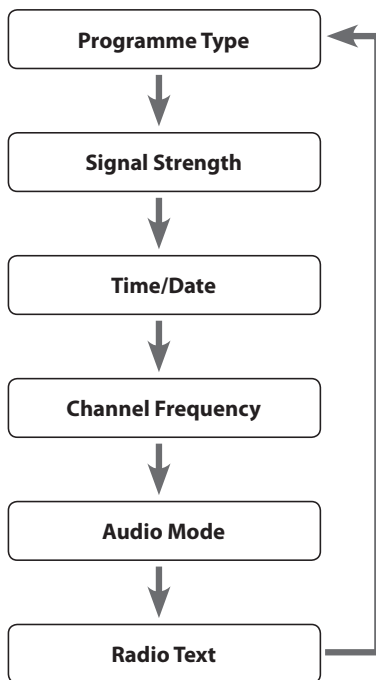 Programme Type
Signal Strength
Time/Date
Channel Frequency
Audio Mode
Radio Text